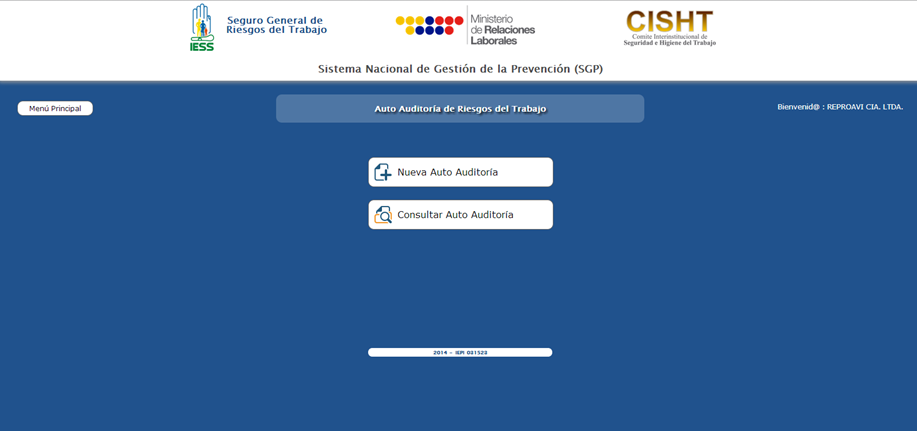 IESS
Seguro General de
Riesgos del Trabajo
Ministerio
de Relaciones
Laborales
CISHT
Comite Interinstitucional de
Seguridad e Higiene del Trabajo
Sistema Nacional de Gestión de la Prevención (SGP)
Menú Principal
Auto Auditoría de Riesgos del Trabajo
Bienvenid@ : REPROAVI CIA. LTDA.
Nueva Auto Auditoría
Consultar Auto Auditoría
2014 - IEPI 021522